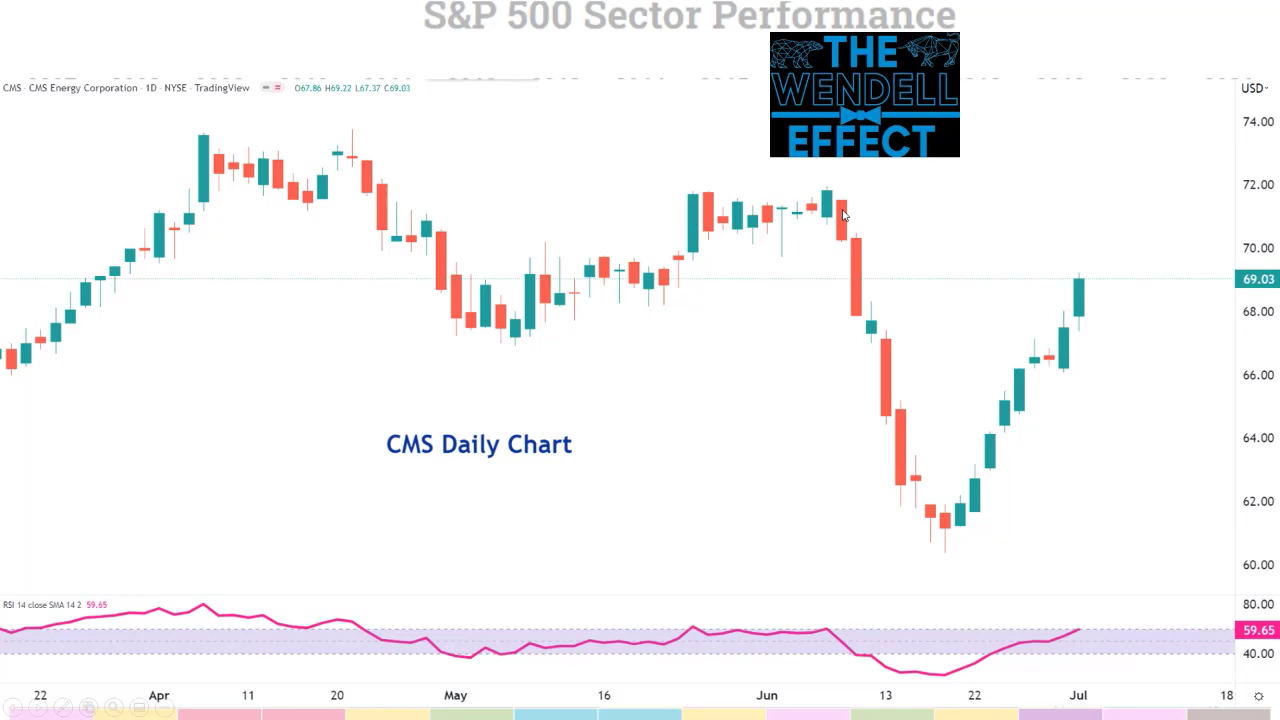 S&P 500 Sector Performance
THE
WENDELL
EFFECT
CMS · CMS Energy Corporation · 1D · NYSE · TradingView O67.86 H69.22 L67.37 C69.03
USD
74.00
72.00
70.00
69.03
68.00
66.00
64.00
62.00
60.00
CMS Daily Chart
RSI 14 close SMA 14 2 59.65
80.00
59.65
40.00
22 Apr 11 20 May 16 Jun 13 22 Jul 18